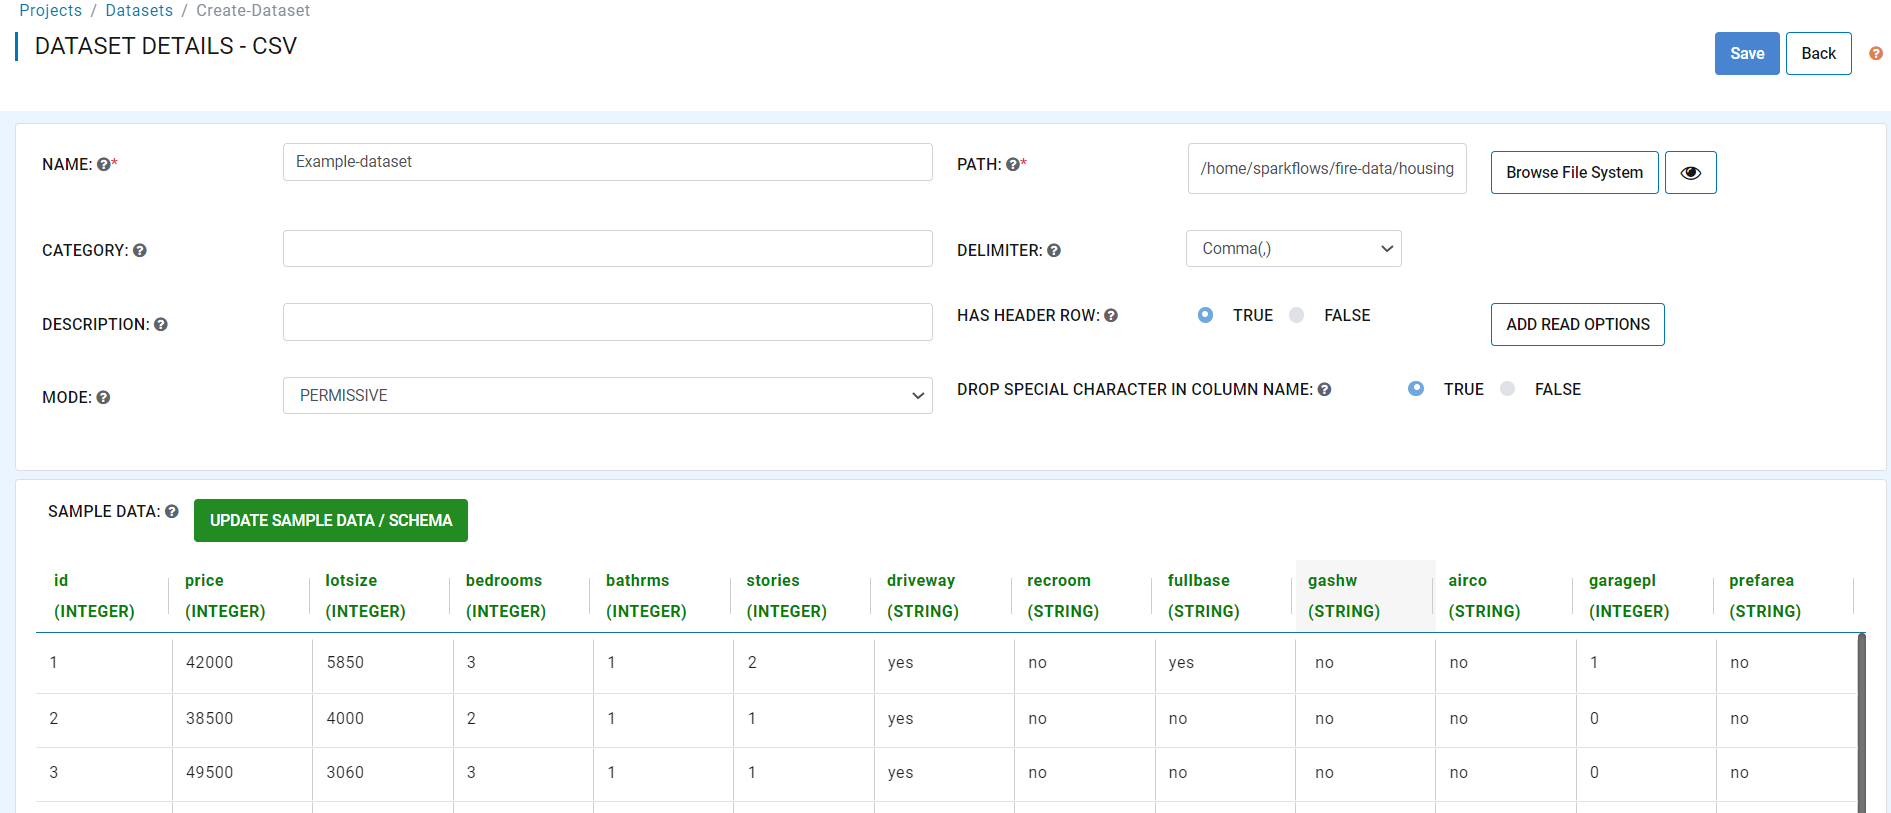 Projects / Datasets / Create-Dataset
DATASET DETAILS - CSV
Save Back
NAME: * Example-dataset PATH: * /home/sparkflows/fire-data/housing Browse File System
CATEGORY: DELIMITER: Comma(,)
DESCRIPTION: HAS HEADER ROW: TRUE FALSE ADD READ OPTIONS
MODE: PERMISSIVE DROP SPECIAL CHARACTER IN COLUMN NAME: TRUE FALSE
SAMPLE DATA: UPDATE SAMPLE DATA / SCHEMA
id price lotsize bedrooms bathrms stories driveway recroom fullbase gashw airco garagepl prefarea
(INTEGER) (INTEGER) (INTEGER) (INTEGER) (INTEGER) (INTEGER) (STRING) (STRING) (STRING) (STRING) (STRING) (INTEGER) (STRING)
1 42000 5850 3 1 2 yes no yes no no 1 no
2 38500 4000 2 1 1 yes no no no no 0 no
3 49500 3060 3 1 1 yes no no no no 0 no